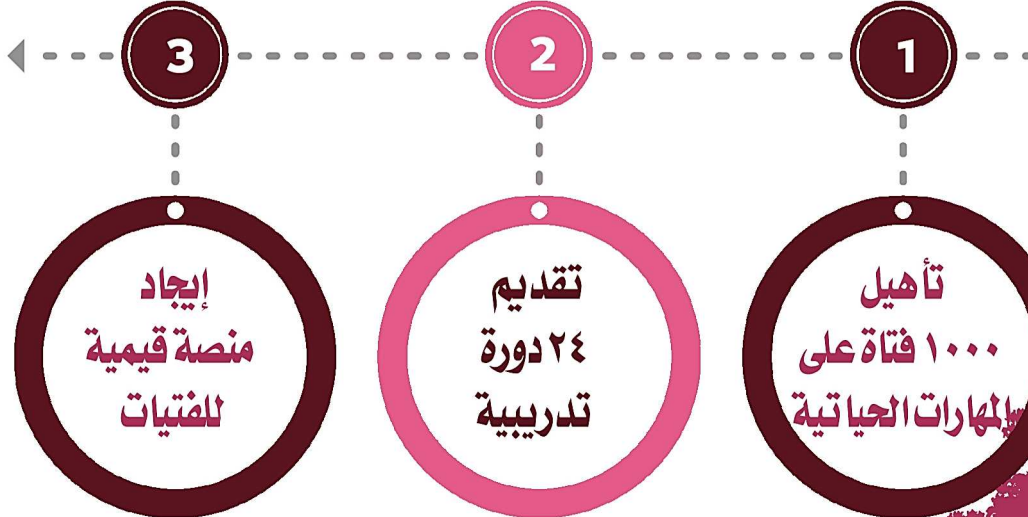 1
تأهيل
١٠٠٠ فتاة على
المهارات الحياتية
2
تقديم
٢٤ دورة
تدريبية
3
إيجاد
منصة قيمية
للفتيات